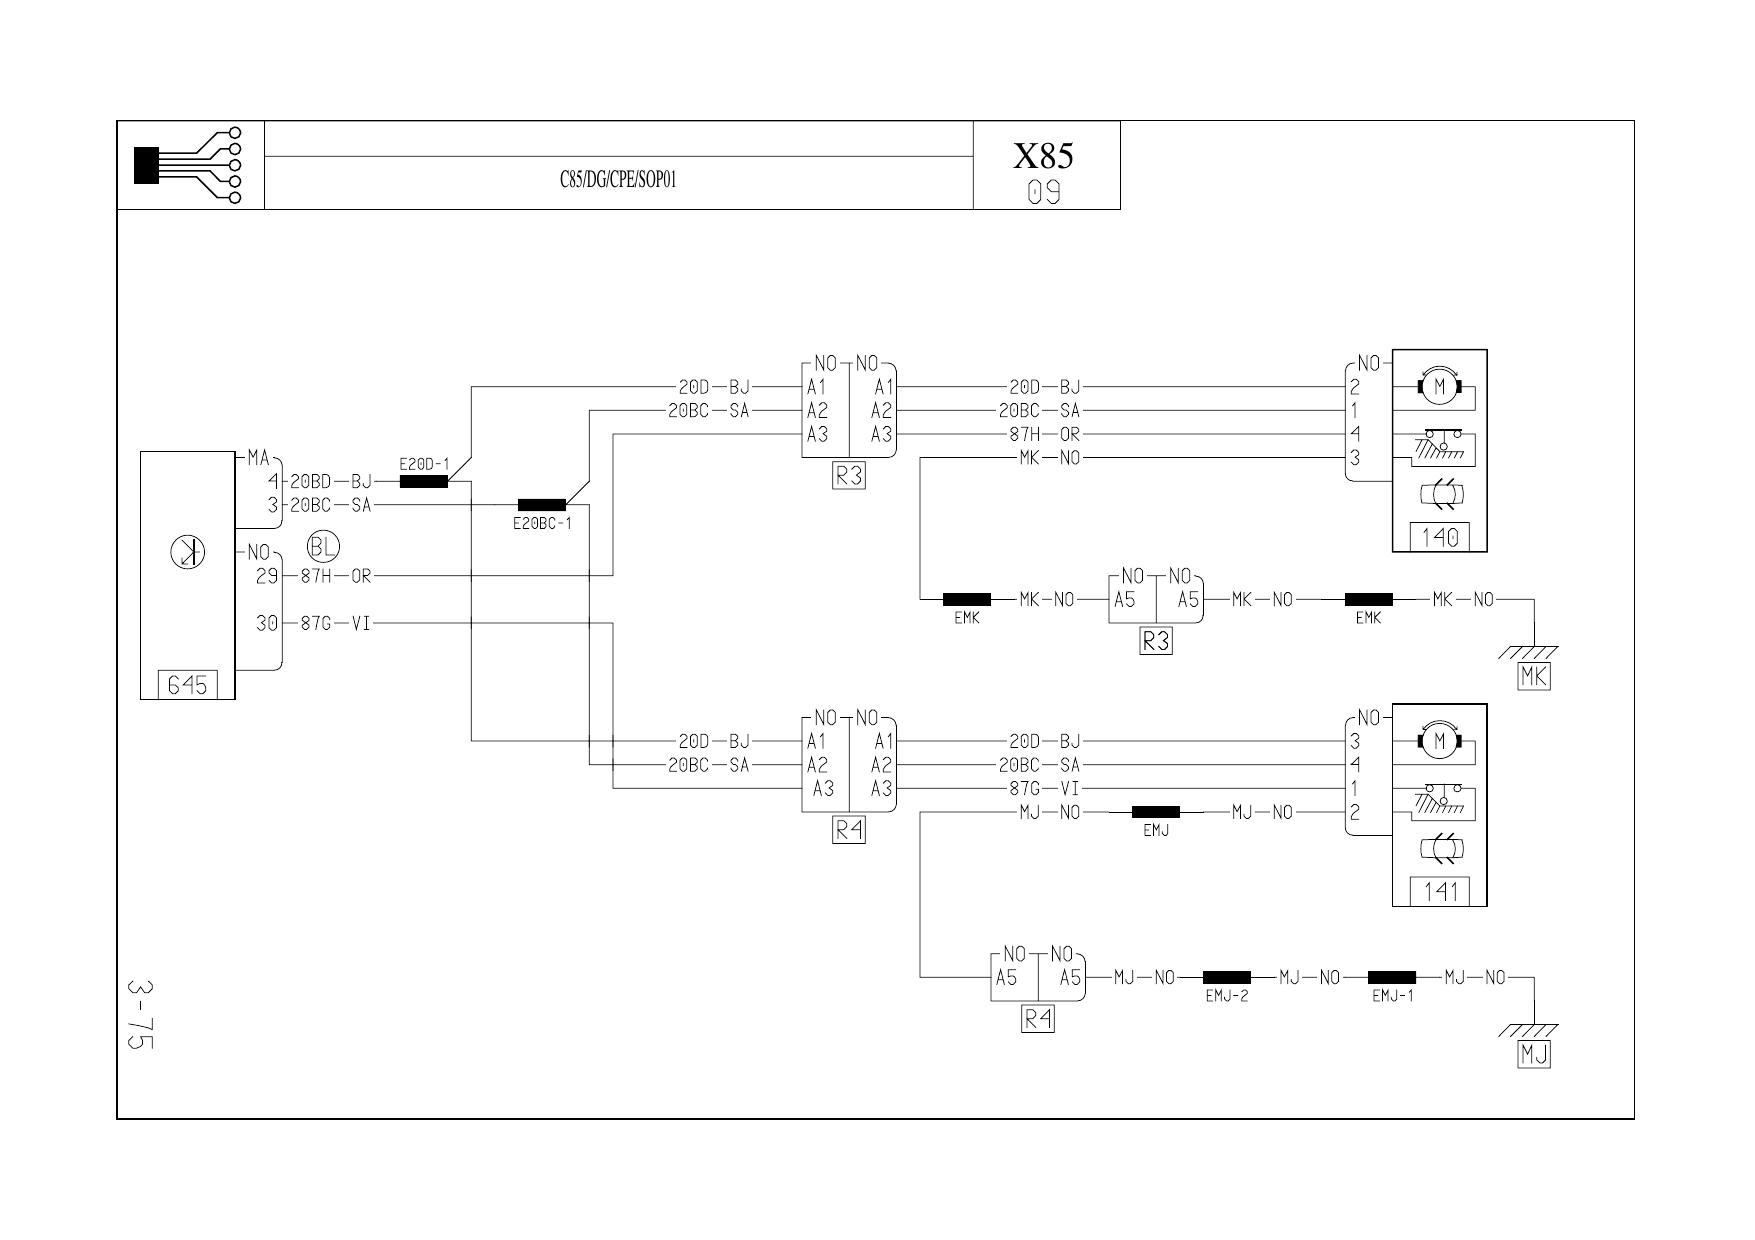 X85
C85/DG/CPE/SOP01
09
NO NO NO
20D BJ A1 A1 20D BJ 2 M
20BC SA A2 A2 20BC SA 1
A3 A3 87H OR 4
MA MK NO 3
E20D-1
R3
4 20BD BJ
3 20BC SA
E20BC-1
140
NO BL
29 87H OR
NO NO
MK NO A5 A5 MK NO MK NO
EMK EMK
30 87G VI
R3
MK
645
NO NO NO
20D BJ A1 A1 20D BJ 3 M
20BC SA A2 A2 20BC SA 4
A3 A3 87G VI 1
MJ NO MJ NO 2
R4 EMJ
141
NO NO
A5 A5 MJ NO MJ NO MJ NO
EMJ-2 EMJ-1
R4
MJ
3-75